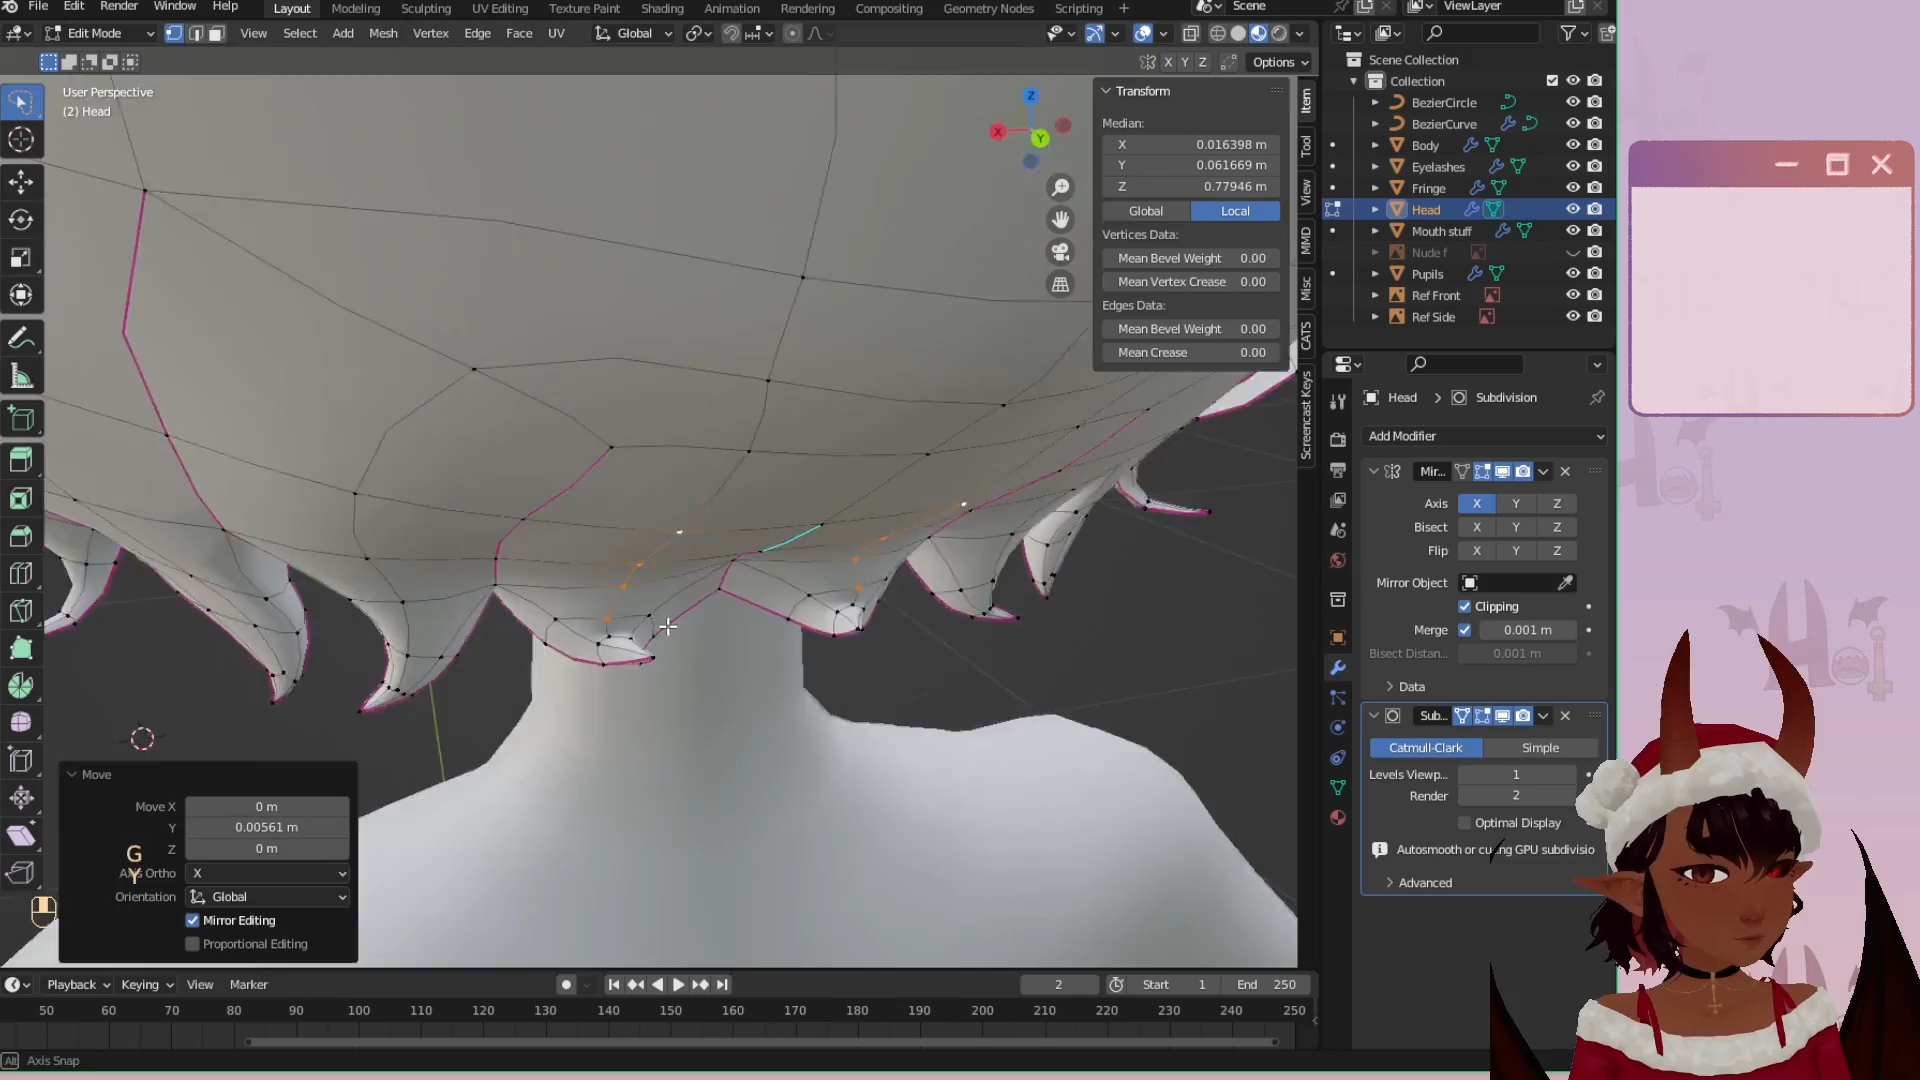 File Edit Render Window Help Layout Modeling Sculpting UV Editing Texture Paint Shading Animation Rendering Compositing Geometry Nodes Scripting + Scene ViewLayer
Edit Mode View Select Add Mesh Vertex Edge Face UV Global
X Y Z Options
User Perspective
(2) Head
Z
X
Y
Transform
Median:
X 0.016398 m
Y 0.061669 m
Z 0.77946 m
Global Local
Vertices Data:
Mean Bevel Weight 0.00
Mean Vertex Crease 0.00
Edges Data:
Mean Bevel Weight 0.00
Mean Crease 0.00
Item
Tool
View
MMD
Misc
CATS
Screencast Keys
Scene Collection
Collection
BezierCircle
BezierCurve
Body
Eyelashes
Fringe
Head
Mouth stuff
Nude f
Pupils
Ref Front
Ref Side
Head > Subdivision
Add Modifier
Mir...
Axis X Y Z
Bisect X Y Z
Flip X Y Z
Mirror Object
Clipping
Merge 0.001 m
Bisect Distan... 0.001 m
Data
Sub...
Catmull-Clark Simple
Levels Viewp... 1
Render 2
Optimal Display
Advanced
Move
Move X 0 m
Y 0.00561 m
Z 0 m
G
Y
X
Orientation Global
Mirror Editing
Proportional Editing
Playback Keying View Marker 2 Start 1 End 250
50 60 70 80 90 100 110 120 130 140 150 160 170 180 190 200 210 220 230 240 250
Alt Axis Snap